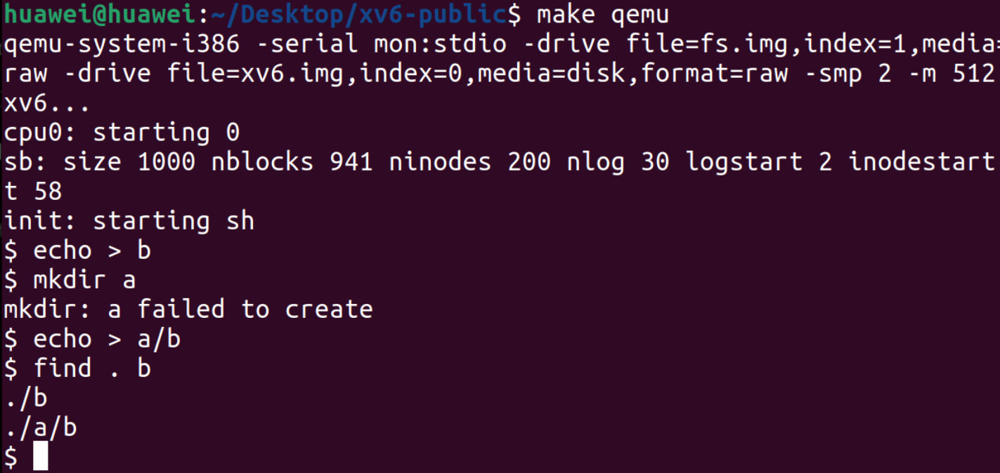 huawei@huawei:~/Desktop/xv6-public$ make qemu
qemu-system-i386 -serial mon:stdio -drive file=fs.img,index=1,media=
raw -drive file=xv6.img,index=0,media=disk,format=raw -smp 2 -m 512
xv6...
cpu0: starting 0
sb: size 1000 nblocks 941 ninodes 200 nlog 30 logstart 2 inodestart
t 58
init: starting sh
$ echo > b
$ mkdir a
mkdir: a failed to create
$ echo > a/b
$ find . b
./b
./a/b
$